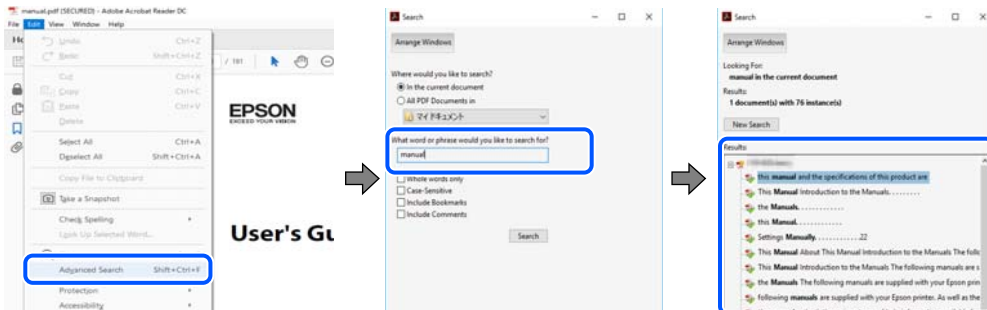 manual.pdf (SECURED) - Adobe Acrobat Reader DC
File Edit View Window Help
Undo Ctrl+Z
Redo Shift+Ctrl+Z
Cut Ctrl+X
Copy Ctrl+C
Paste Ctrl+V
Delete
Select All Ctrl+A
Deselect All Shift+Ctrl+A
Copy File to Clipboard
Take a Snapshot
Check Spelling
Look Up Selected Word...
Advanced Search Shift+Ctrl+F
Protection
Accessibility
/ 181
EPSON
EXCEED YOUR VISION
User's Gu
Search
Arrange Windows
Where would you like to search?
In the current document
All PDF Documents in
マイ ドキュメント
What word or phrase would you like to search for?
manual
Whole words only
Case-Sensitive
Include Bookmarks
Include Comments
Search
Search
Arrange Windows
Looking For:
manual in the current document
Results:
1 document(s) with 76 instance(s)
New Search
Results:
this manual and the specifications of this product are
This Manual Introduction to the Manuals. . . . . . . . .
the Manuals. . . . . . . . . . . . .
this Manual. . . . . . . . . . . . .
Settings Manually. . . . . . . . . . . .22
This Manual About This Manual Introduction to the Manuals The follo
This Manual Introduction to the Manuals The following manuals are s
the Manuals The following manuals are supplied with your Epson prin
following manuals are supplied with your Epson printer. As well as the